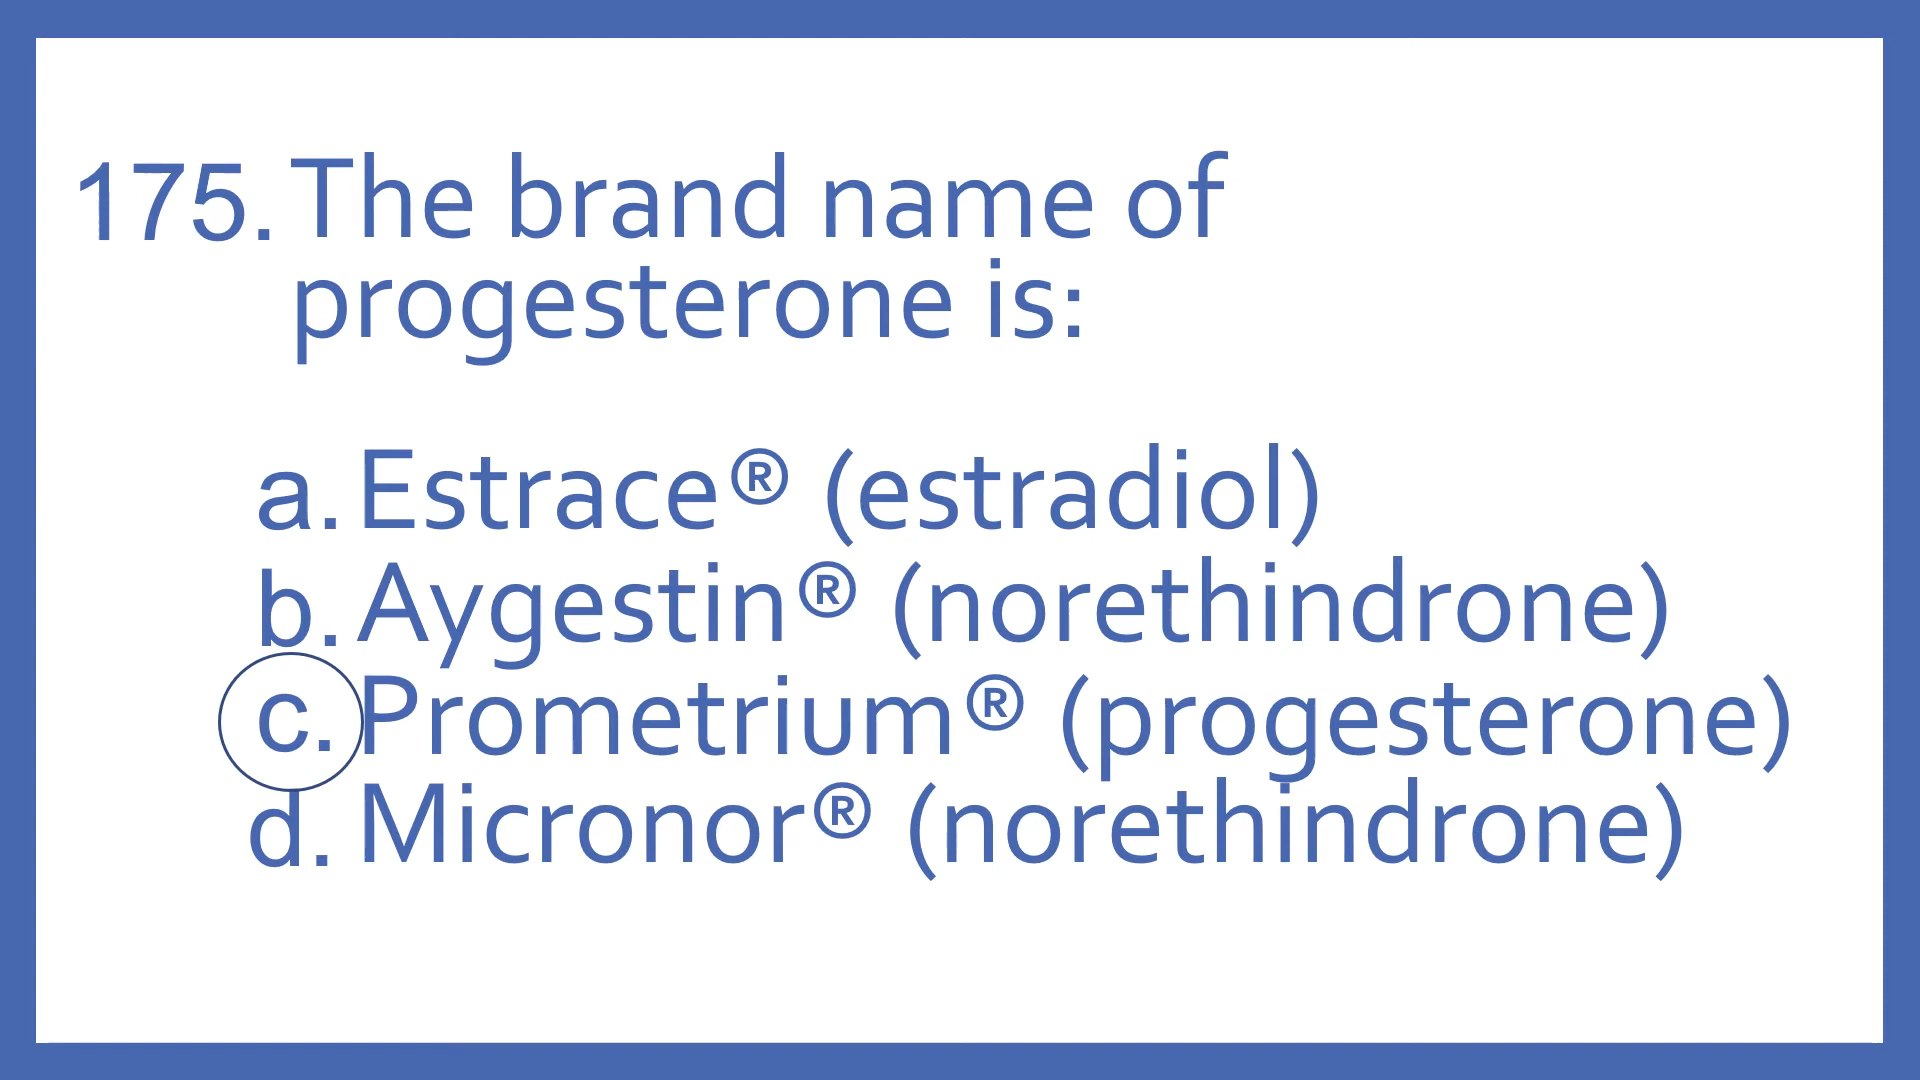 175. The brand name of
progesterone is:
a. Estrace® (estradiol)
b. Aygestin® (norethindrone)
c. Prometrium® (progesterone)
d. Micronor® (norethindrone)